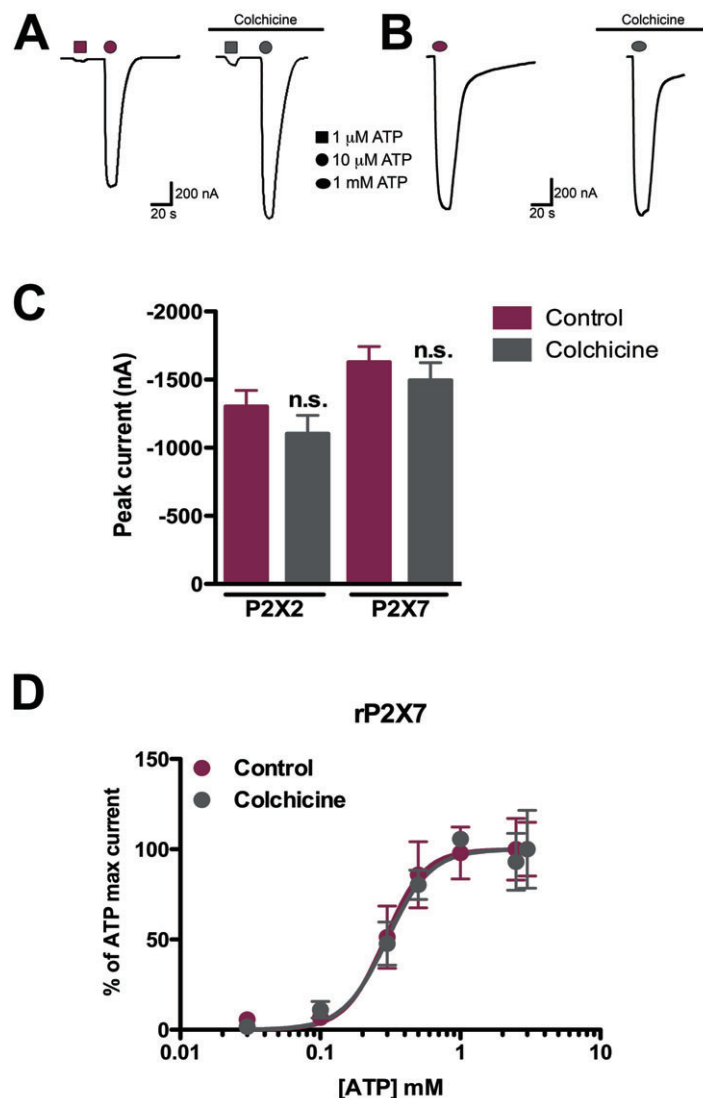 A
Colchicine
B
Colchicine
1 μM ATP
10 μM ATP
1 mM ATP
200 nA
20 s
200 nA
20 s
C
-2000
-1500
-1000
-500
0
Peak current (nA)
n.s.
n.s.
P2X2
P2X7
Control
Colchicine
D
rP2X7
150
100
50
0
% of ATP max current
Control
Colchicine
0.01
0.1
1
10
[ATP] mM